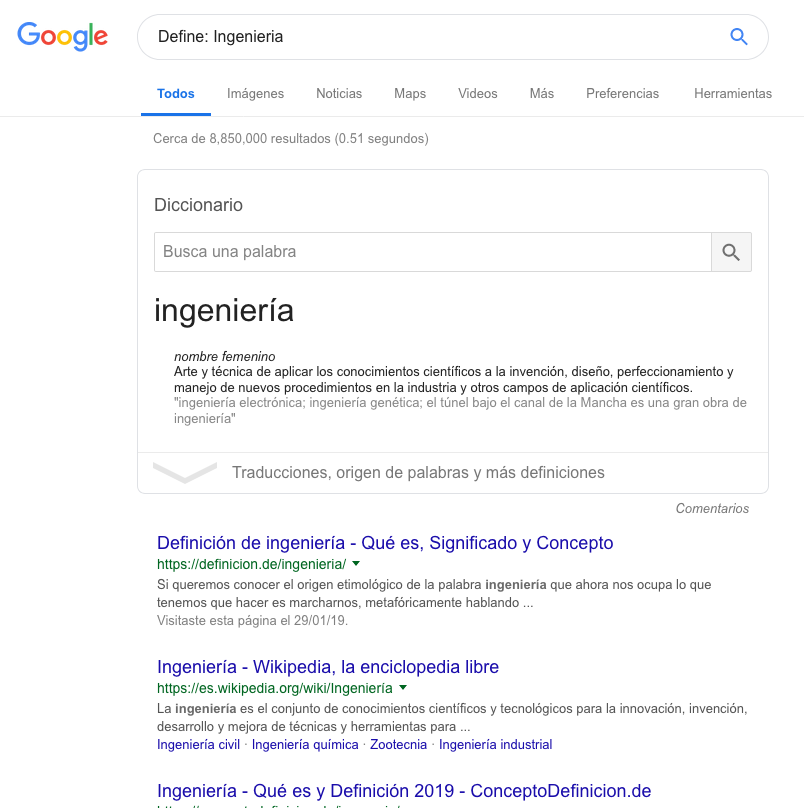 Google
Define: Ingenieria
Todos Imágenes Noticias Maps Videos Más Preferencias Herramientas
Cerca de 8,850,000 resultados (0.51 segundos)
Diccionario
Busca una palabra
ingeniería
nombre femenino
Arte y técnica de aplicar los conocimientos científicos a la invención, diseño, perfeccionamiento y
manejo de nuevos procedimientos en la industria y otros campos de aplicación científicos.
"ingeniería electrónica; ingeniería genética; el túnel bajo el canal de la Mancha es una gran obra de
ingeniería"
Traducciones, origen de palabras y más definiciones
Comentarios
Definición de ingeniería - Qué es, Significado y Concepto
https://definicion.de/ingenieria/
Si queremos conocer el origen etimológico de la palabra ingeniería que ahora nos ocupa lo que
tenemos que hacer es marcharnos, metafóricamente hablando ...
Visitaste esta página el 29/01/19.
Ingeniería - Wikipedia, la enciclopedia libre
https://es.wikipedia.org/wiki/Ingeniería
La ingeniería es el conjunto de conocimientos científicos y tecnológicos para la innovación, invención,
desarrollo y mejora de técnicas y herramientas para ...
Ingeniería civil · Ingeniería química · Zootecnia · Ingeniería industrial
Ingeniería - Qué es y Definición 2019 - ConceptoDefinicion.de